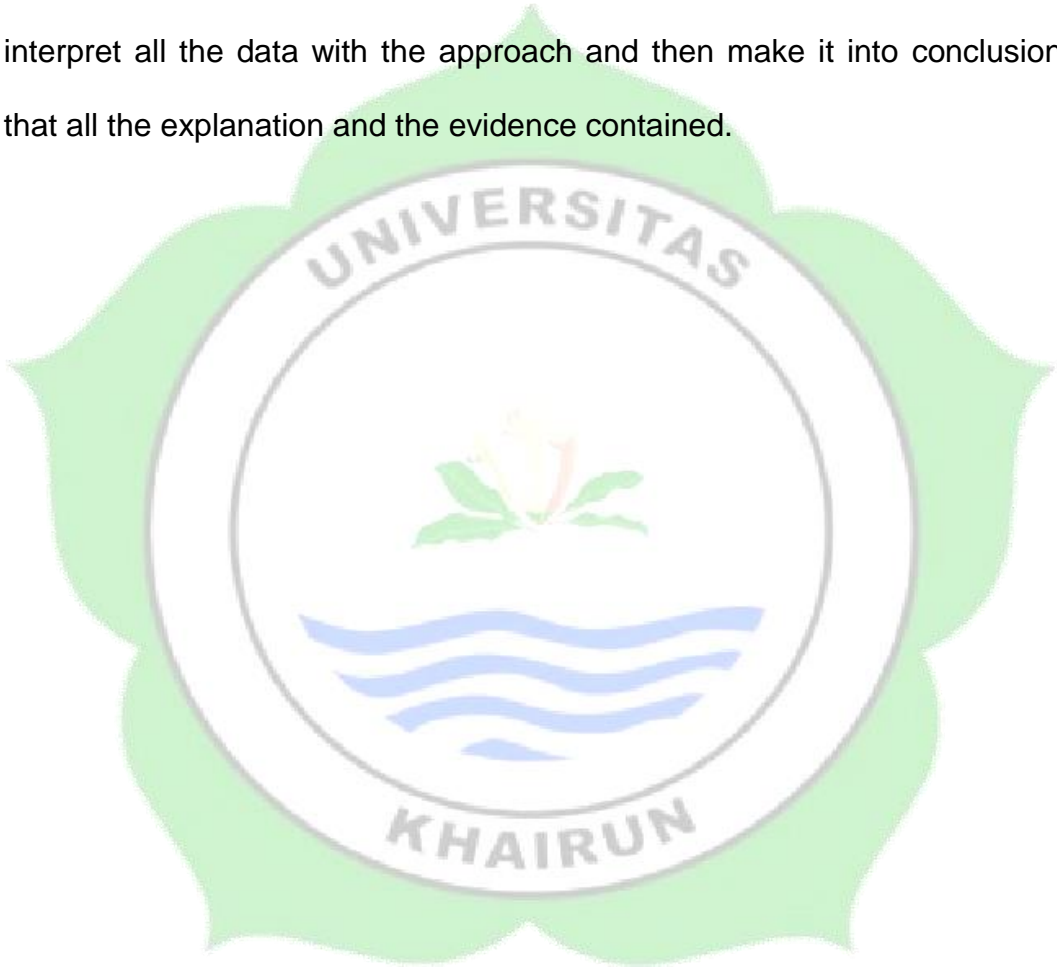 interpret all the data with the approach and then make it into conclusion
that all the explanation and the evidence contained.
UNIVERSITAS
KHAIRUN